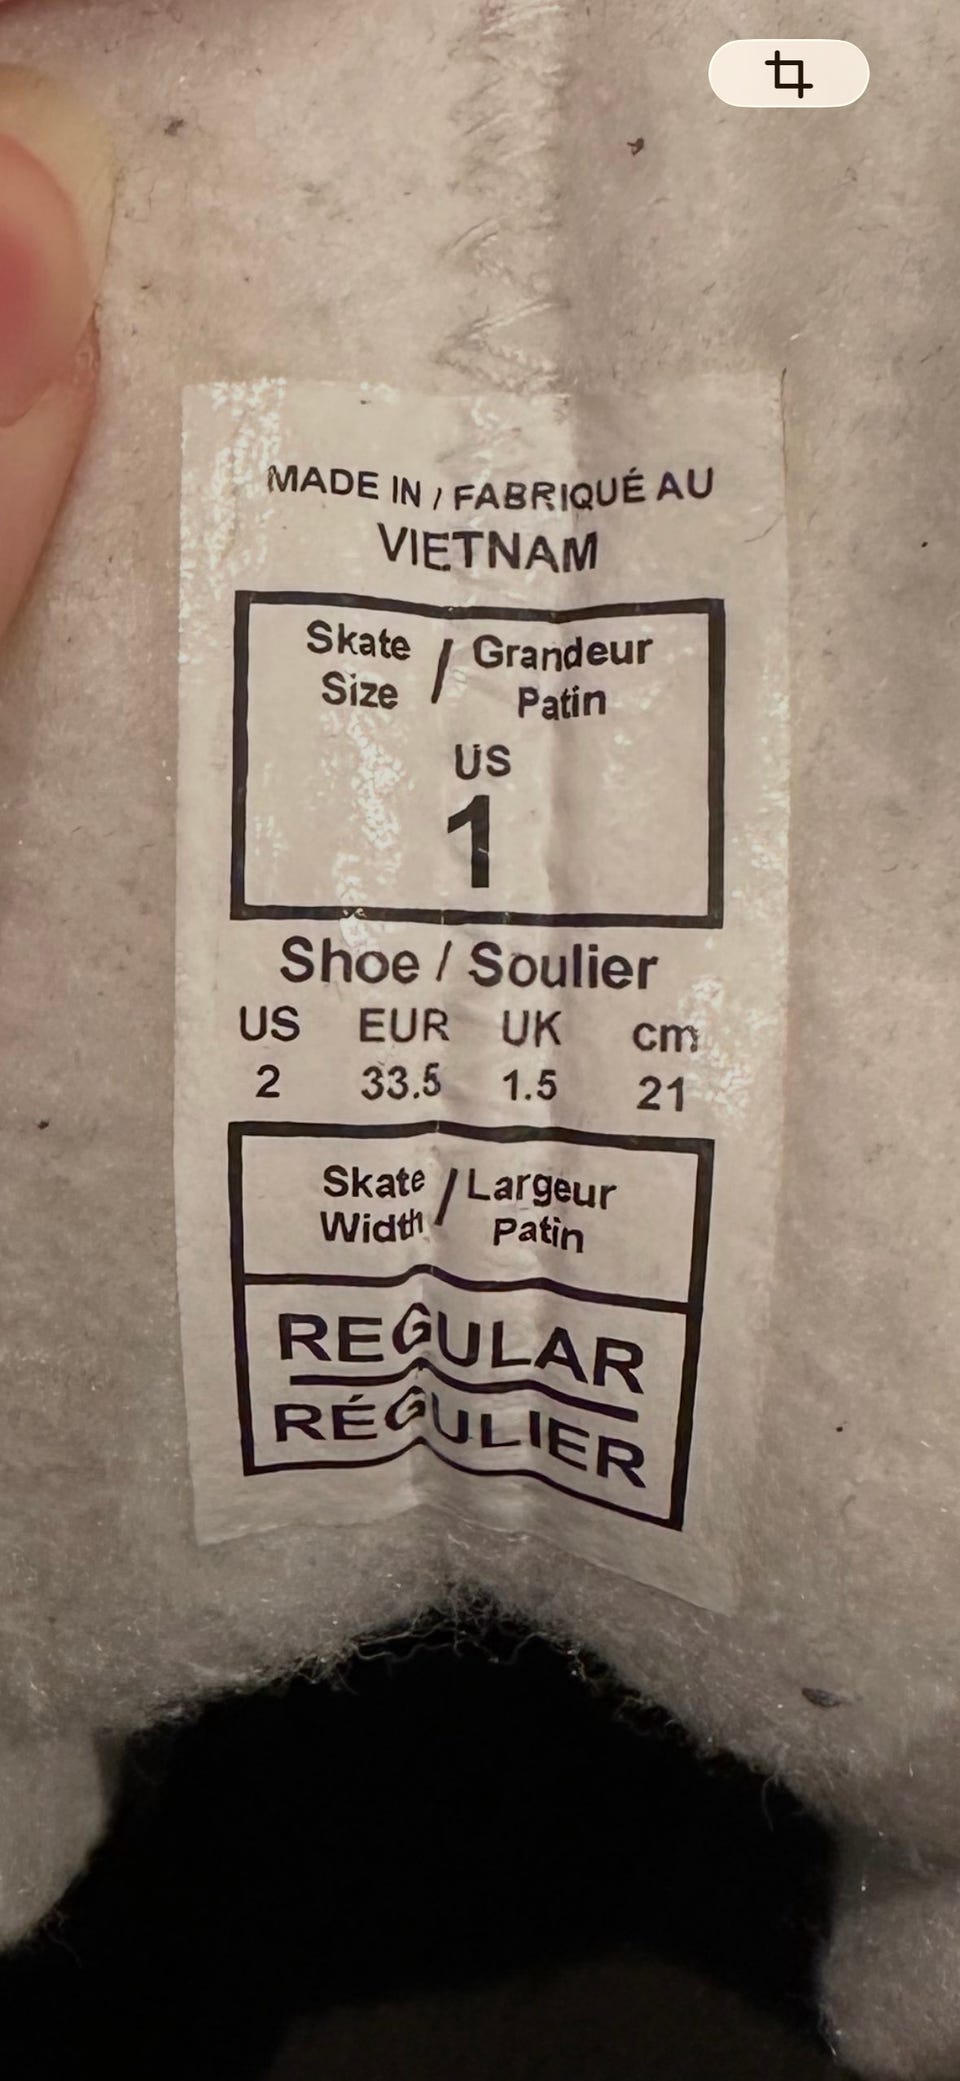 MADE IN / FABRIQUÉ AU
VIETNAM
Skate / Grandeur
Size Patin
US
1
Shoe / Soulier
US EUR UK cm
2 33.5 1.5 21
Skate / Largeur
Width Patin
REGULAR
RÉGULIER